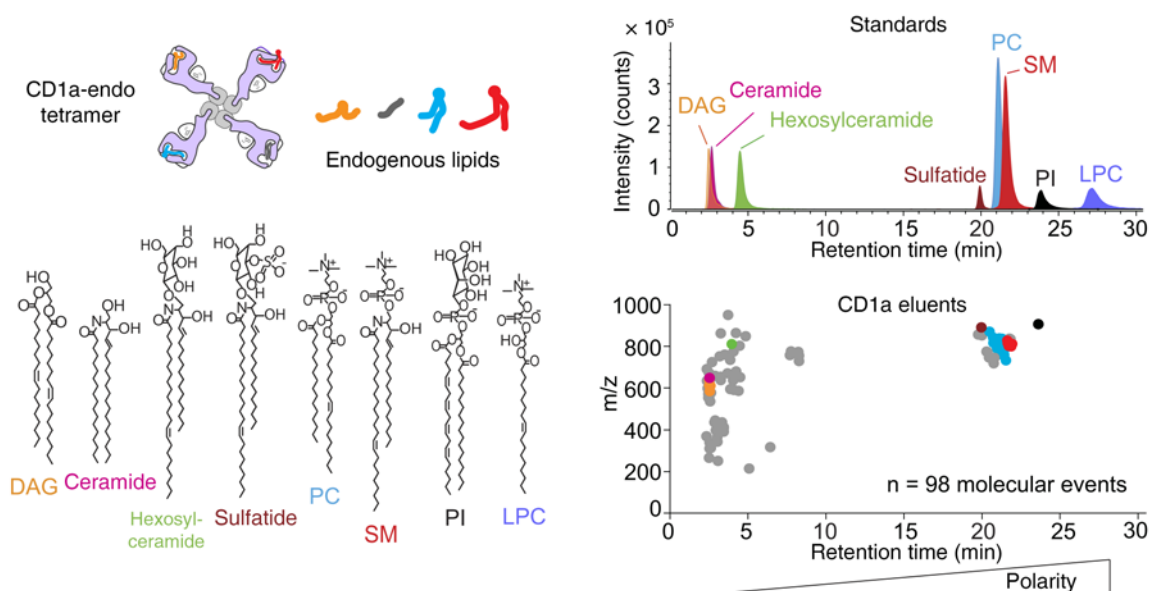 CD1a-endo
tetramer
Endogenous lipids
DAG
Ceramide
Hexosyl-
ceramide
Sulfatide
PC
SM
PI
LPC
Standards
× 10⁵
Intensity (counts)
3
2
1
0
DAG
Ceramide
Hexosylceramide
Sulfatide
PC
SM
PI
LPC
0 5 10 15 20 25 30
Retention time (min)
CD1a eluents
m/z
1000
800
600
400
200
0
n = 98 molecular events
0 5 10 15 20 25 30
Retention time (min)
Polarity